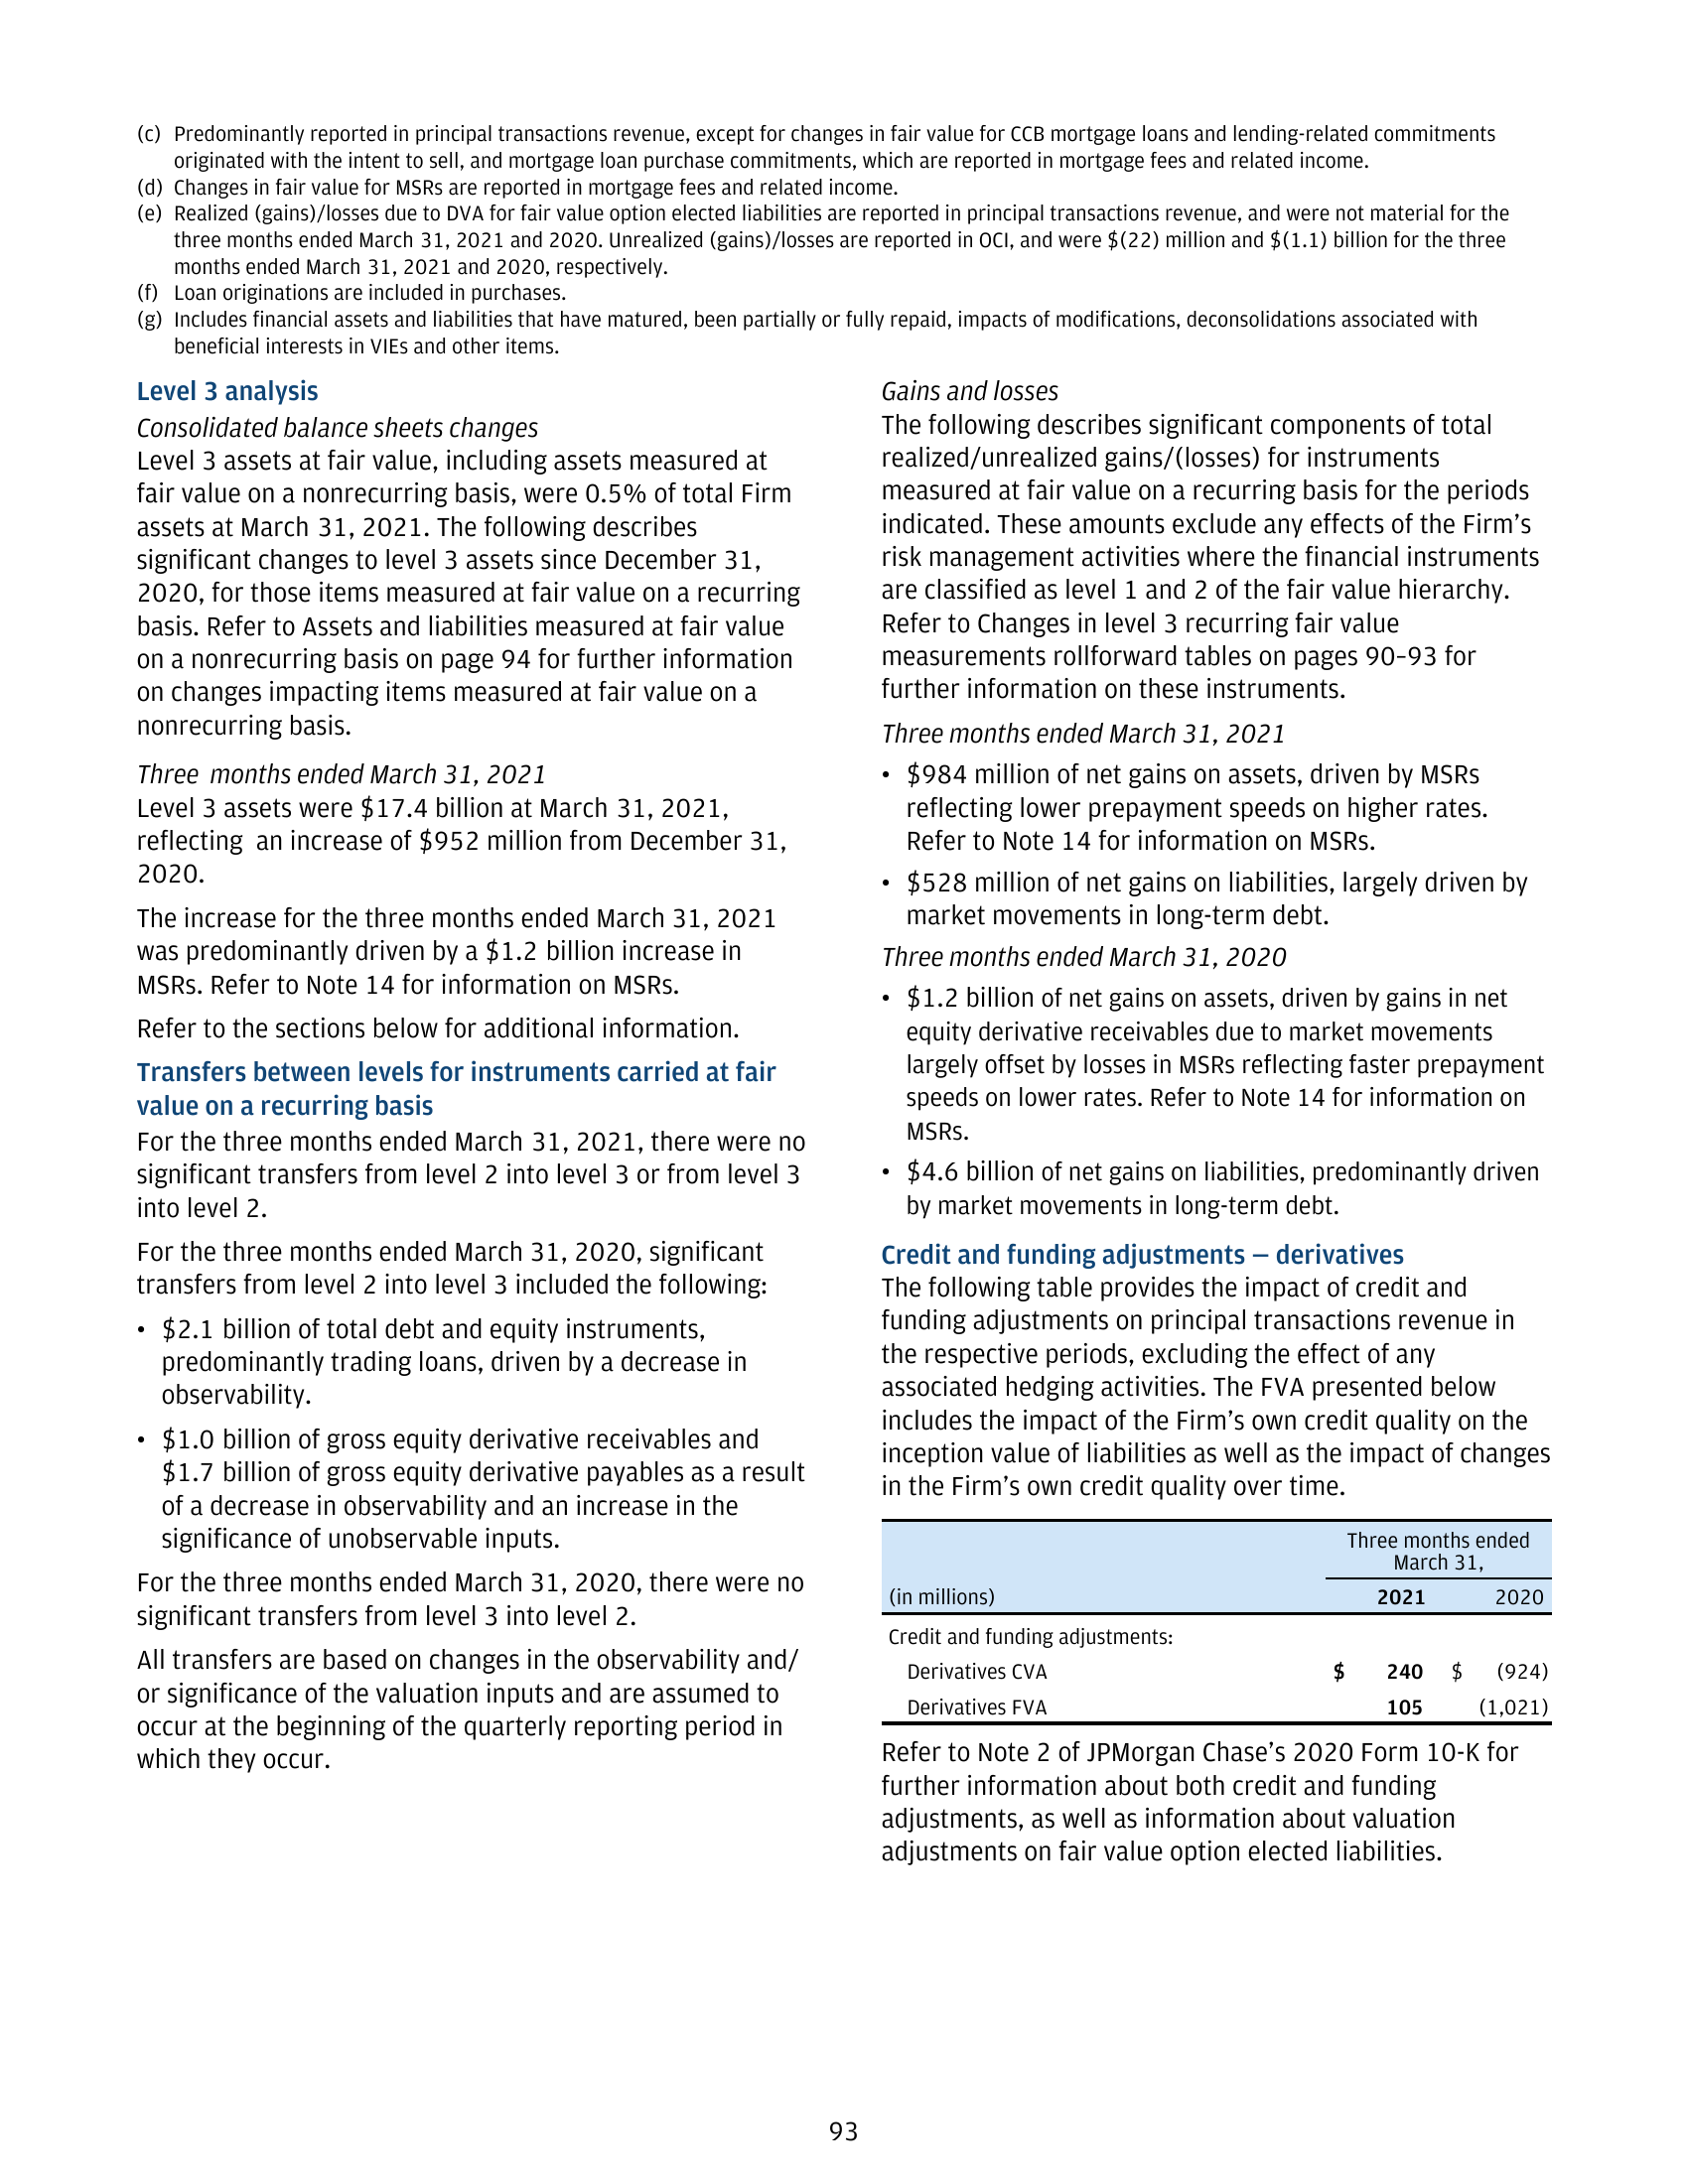 (c) Predominantly reported in principal transactions revenue, except for changes in fair value for CCB mortgage loans and lending-related commitments
originated with the intent to sell, and mortgage loan purchase commitments, which are reported in mortgage fees and related income.
(d) Changes in fair value for MSRs are reported in mortgage fees and related income.
(e) Realized (gains)/losses due to DVA for fair value option elected liabilities are reported in principal transactions revenue, and were not material for the
three months ended March 31, 2021 and 2020. Unrealized (gains)/losses are reported in OCI, and were $(22) million and $(1.1) billion for the three
months ended March 31, 2021 and 2020, respectively.
(f) Loan originations are included in purchases.
(g) Includes financial assets and liabilities that have matured, been partially or fully repaid, impacts of modifications, deconsolidations associated with
beneficial interests in VIEs and other items.
Level 3 analysis
Consolidated balance sheets changes
Level 3 assets at fair value, including assets measured at
fair value on a nonrecurring basis, were 0.5% of total Firm
assets at March 31, 2021. The following describes
significant changes to level 3 assets since December 31,
2020, for those items measured at fair value on a recurring
basis. Refer to Assets and liabilities measured at fair value
on a nonrecurring basis on page 94 for further information
on changes impacting items measured at fair value on a
nonrecurring basis.
Three months ended March 31, 2021
Level 3 assets were $17.4 billion at March 31, 2021,
reflecting an increase of $952 million from December 31,
2020.
The increase for the three months ended March 31, 2021
was predominantly driven by a $1.2 billion increase in
MSRs. Refer to Note 14 for information on MSRs.
Refer to the sections below for additional information.
Transfers between levels for instruments carried at fair
value on a recurring basis
For the three months ended March 31, 2021, there were no
significant transfers from level 2 into level 3 or from level 3
into level 2.
For the three months ended March 31, 2020, significant
transfers from level 2 into level 3 included the following:
• $2.1 billion of total debt and equity instruments,
predominantly trading loans, driven by a decrease in
observability.
• $1.0 billion of gross equity derivative receivables and
$1.7 billion of gross equity derivative payables as a result
of a decrease in observability and an increase in the
significance of unobservable inputs.
For the three months ended March 31, 2020, there were no
significant transfers from level 3 into level 2.
All transfers are based on changes in the observability and/
or significance of the valuation inputs and are assumed to
occur at the beginning of the quarterly reporting period in
which they occur.
Gains and losses
The following describes significant components of total
realized/unrealized gains/(losses) for instruments
measured at fair value on a recurring basis for the periods
indicated. These amounts exclude any effects of the Firm’s
risk management activities where the financial instruments
are classified as level 1 and 2 of the fair value hierarchy.
Refer to Changes in level 3 recurring fair value
measurements rollforward tables on pages 90–93 for
further information on these instruments.
Three months ended March 31, 2021
• $984 million of net gains on assets, driven by MSRs
reflecting lower prepayment speeds on higher rates.
Refer to Note 14 for information on MSRs.
• $528 million of net gains on liabilities, largely driven by
market movements in long-term debt.
Three months ended March 31, 2020
• $1.2 billion of net gains on assets, driven by gains in net
equity derivative receivables due to market movements
largely offset by losses in MSRs reflecting faster prepayment
speeds on lower rates. Refer to Note 14 for information on
MSRs.
• $4.6 billion of net gains on liabilities, predominantly driven
by market movements in long-term debt.
Credit and funding adjustments — derivatives
The following table provides the impact of credit and
funding adjustments on principal transactions revenue in
the respective periods, excluding the effect of any
associated hedging activities. The FVA presented below
includes the impact of the Firm’s own credit quality on the
inception value of liabilities as well as the impact of changes
in the Firm’s own credit quality over time.
Three months ended
March 31,
(in millions) 2021 2020
Credit and funding adjustments:
Derivatives CVA $ 240 $ (924)
Derivatives FVA 105 (1,021)
Refer to Note 2 of JPMorgan Chase’s 2020 Form 10-K for
further information about both credit and funding
adjustments, as well as information about valuation
adjustments on fair value option elected liabilities.
93